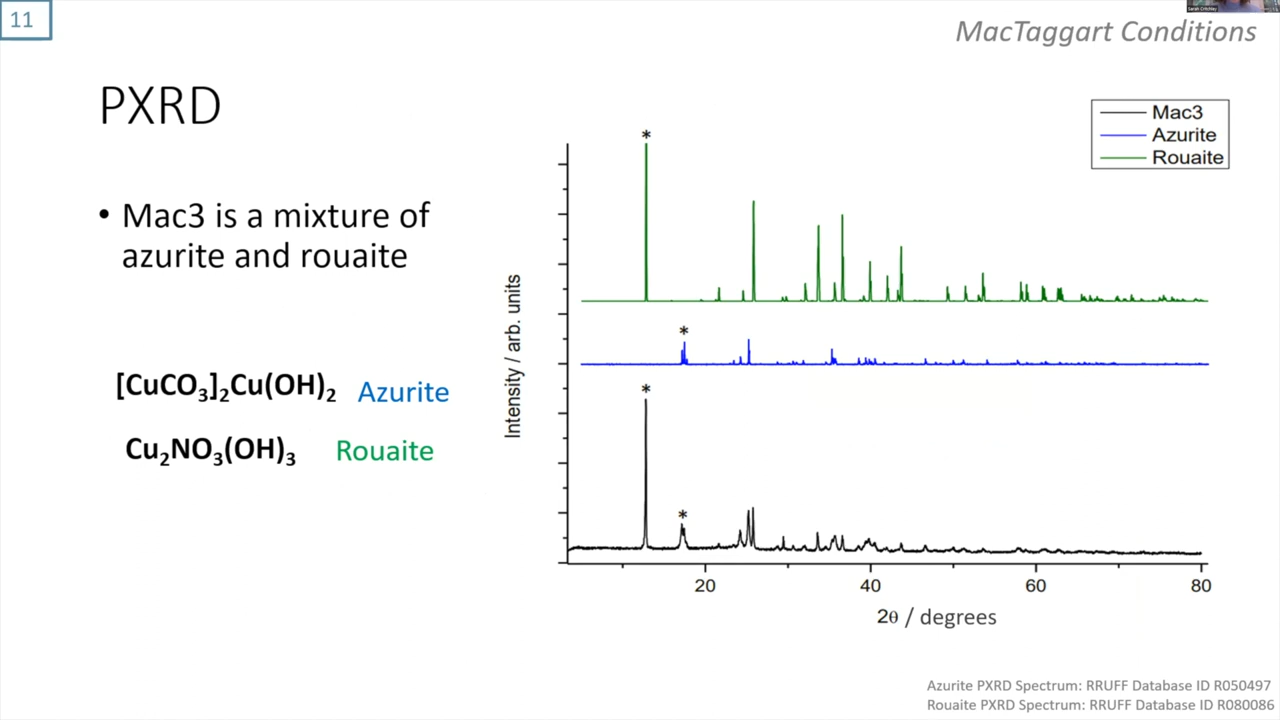 11
MacTaggart Conditions
PXRD
• Mac3 is a mixture of
azurite and rouaite
[CuCO₃]₂Cu(OH)₂ Azurite
Cu₂NO₃(OH)₃ Rouaite
Mac3
Azurite
Rouaite
*
*
*
*
Intensity / arb. units
20 40 60 80
2θ / degrees
Azurite PXRD Spectrum: RRUFF Database ID R050497
Rouaite PXRD Spectrum: RRUFF Database ID R080086